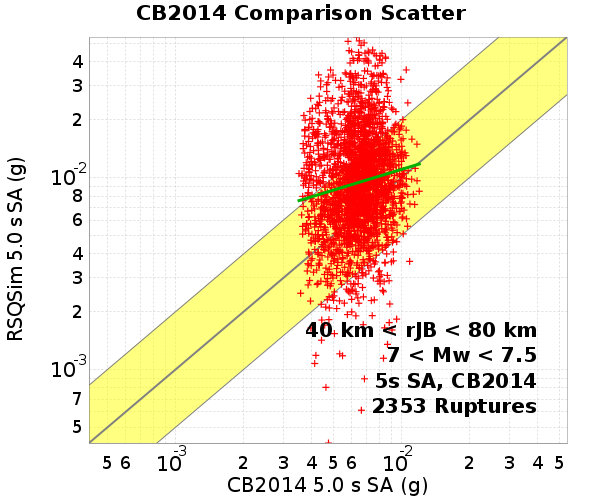 CB2014 Comparison Scatter
RSQSim 5.0 s SA (g)
4
3
2
10-2
8
6
4
3
2
10-3
7
5
40 km < rJB < 80 km
7 < Mw < 7.5
5s SA, CB2014
2353 Ruptures
5 6 10-3 2 3 4 5 6 10-2 2 3 4 5
CB2014 5.0 s SA (g)